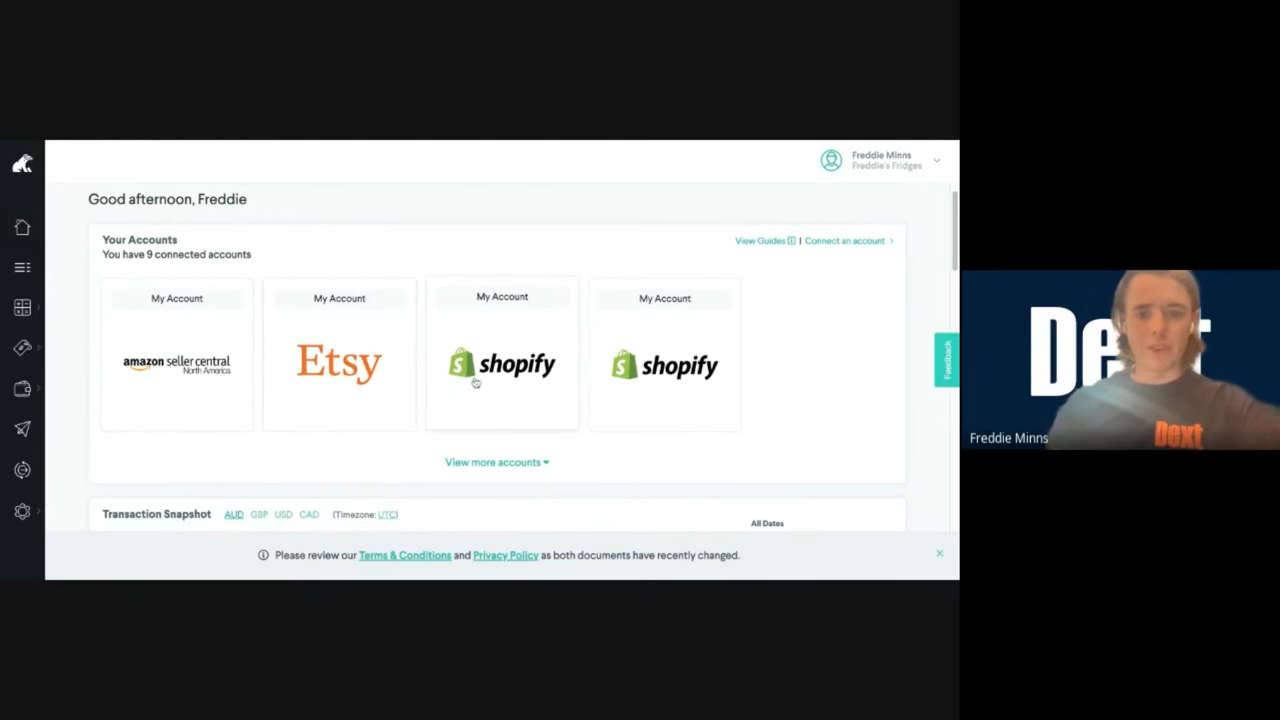 Freddie Minns
Freddie's Fridges
Good afternoon, Freddie
Your Accounts
You have 9 connected accounts
View Guides | Connect an account >
My Account
My Account
My Account
My Account
amazon seller central
North America
Etsy
shopify
shopify
View more accounts
Transaction Snapshot AUD GBP USD CAD (Timezone: UTC)
All Dates
Please review our Terms & Conditions and Privacy Policy as both documents have recently changed.
Feedback
De t
Dext
Freddie Minns